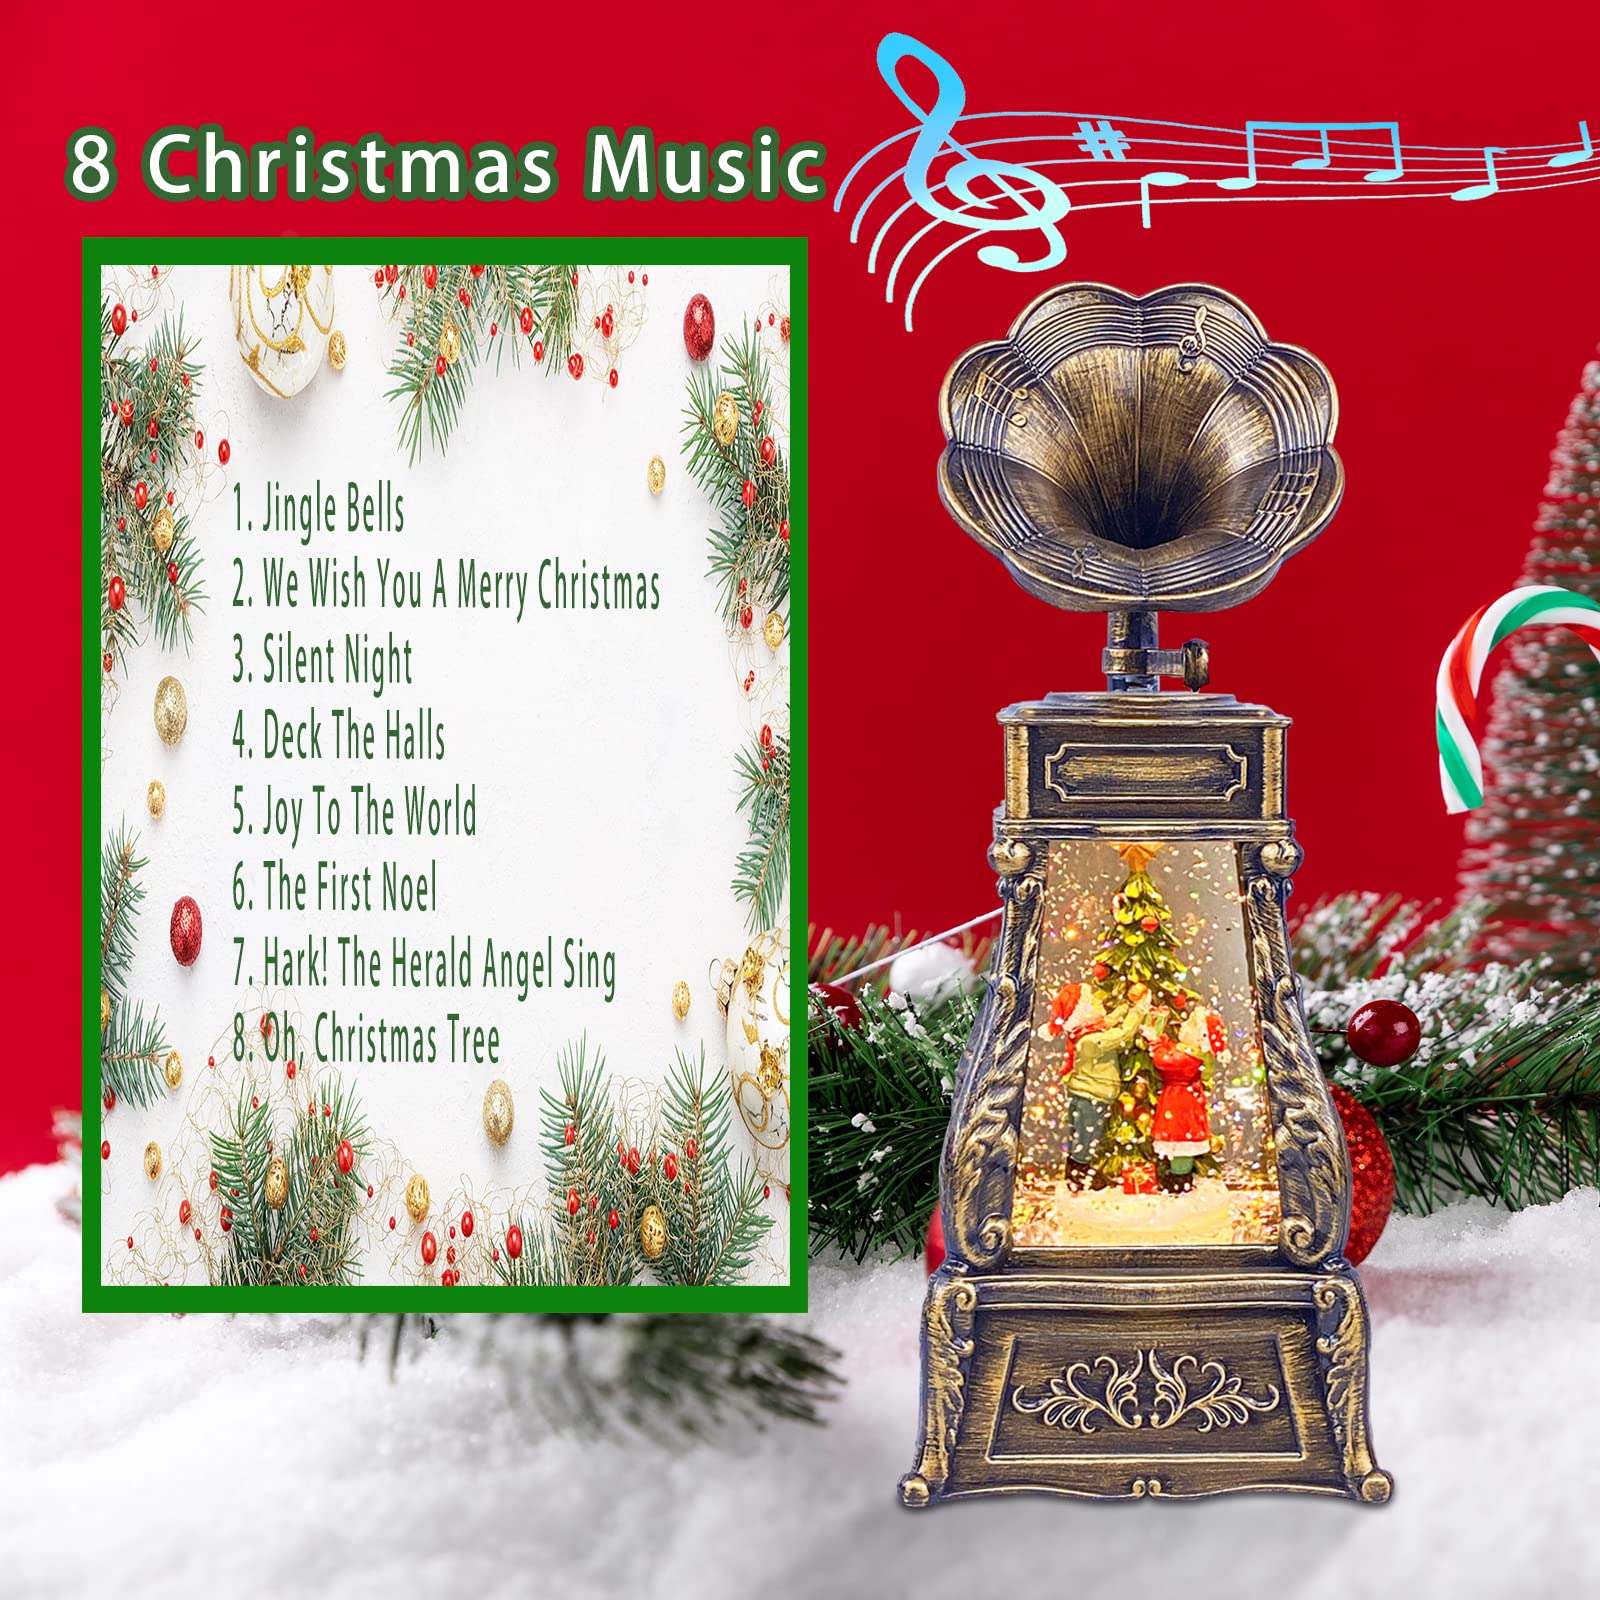 8 Christmas Music
1. Jingle Bells
2. We Wish You A Merry Christmas
3. Silent Night
4. Deck The Halls
5. Joy To The World
6. The First Noel
7. Hark! The Herald Angel Sing
8. Oh, Christmas Tree